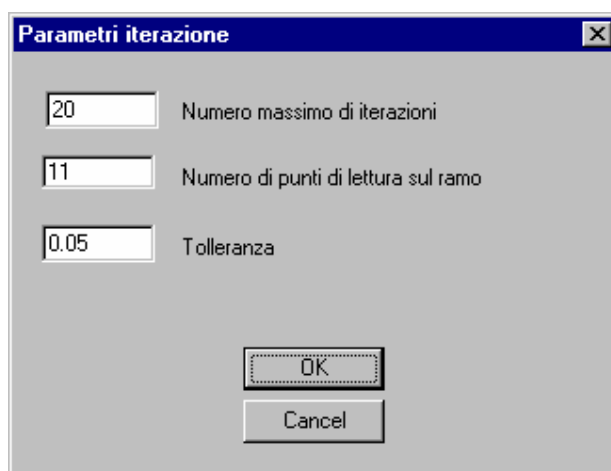 Parametri iterazione
20 Numero massimo di iterazioni
11 Numero di punti di lettura sul ramo
0.05 Tolleranza
OK
Cancel